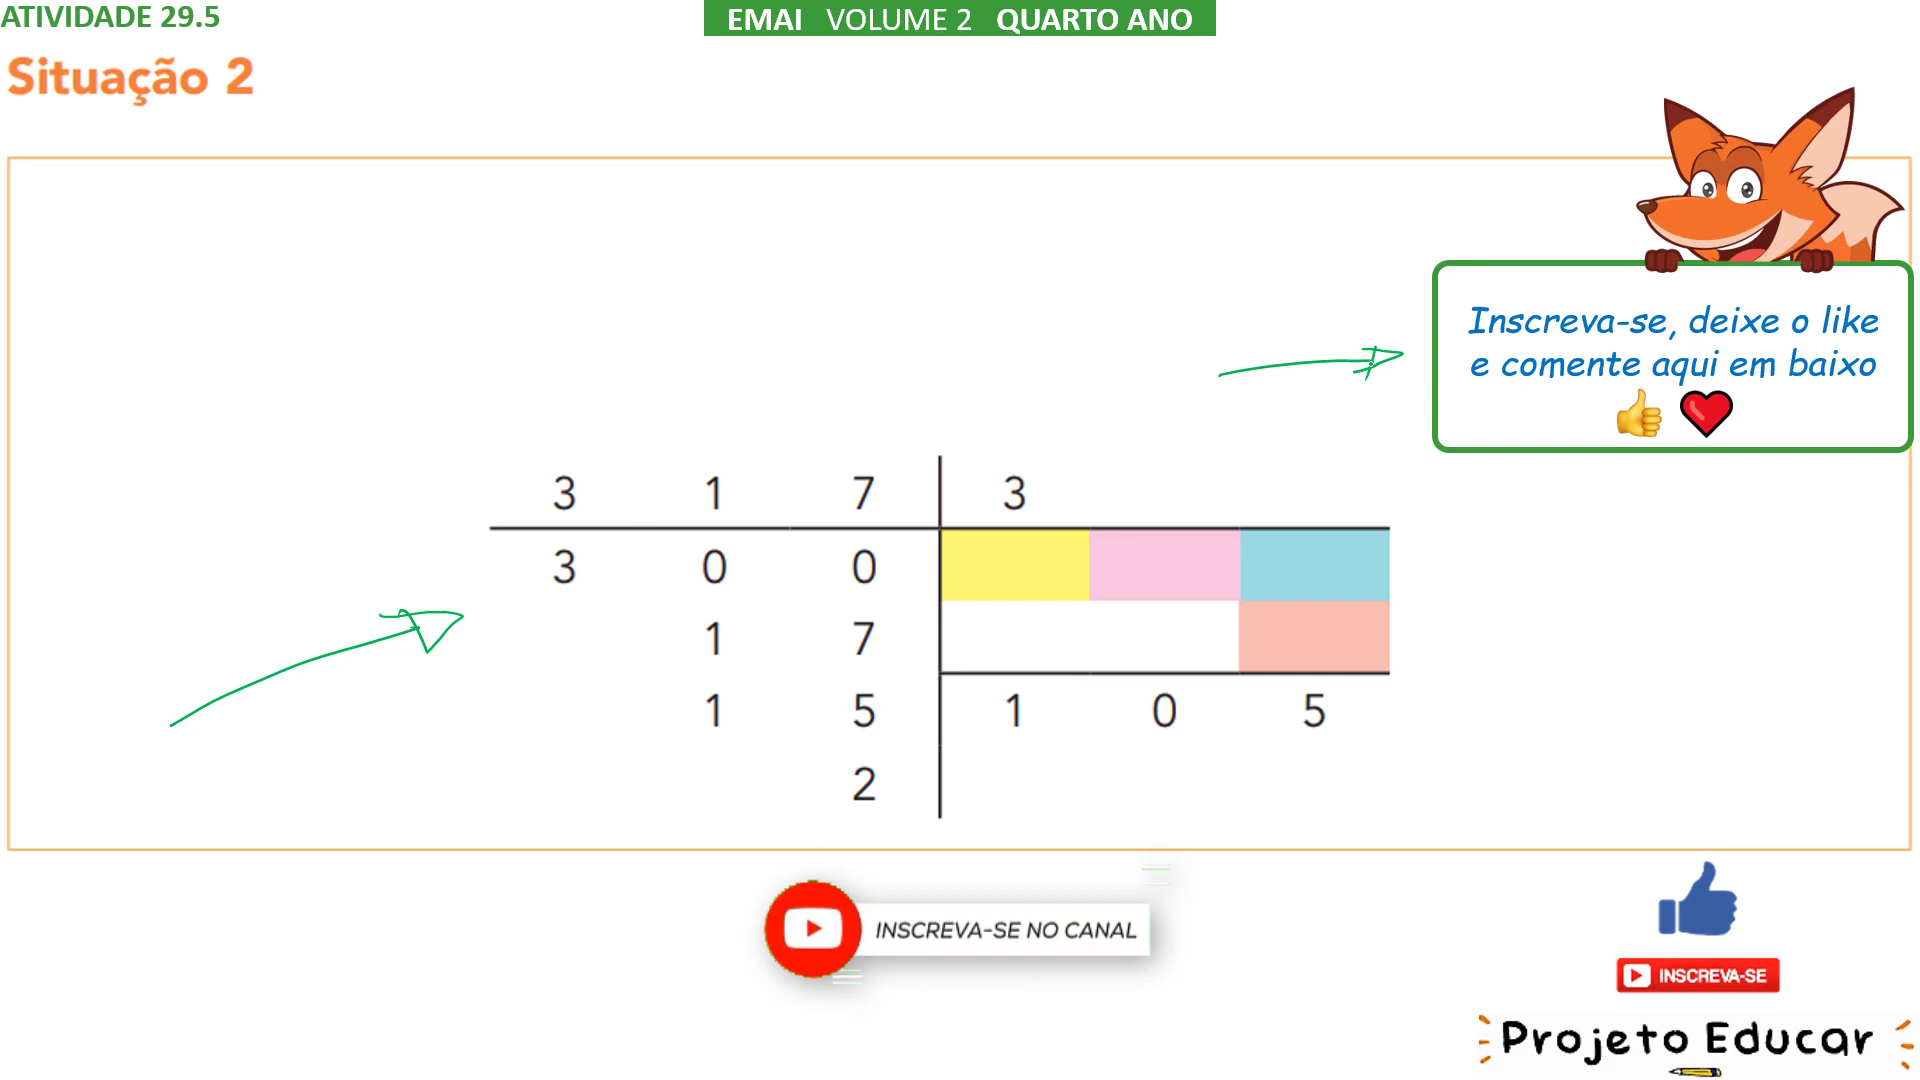 ATIVIDADE 29.5
EMAI VOLUME 2 QUARTO ANO
Situação 2
Inscreva-se, deixe o like
e comente aqui em baixo
3 1 7 3
3 0 0
1 7
1 5 1 0 5
2
INSCREVA-SE NO CANAL
INSCREVA-SE
Projeto Educar